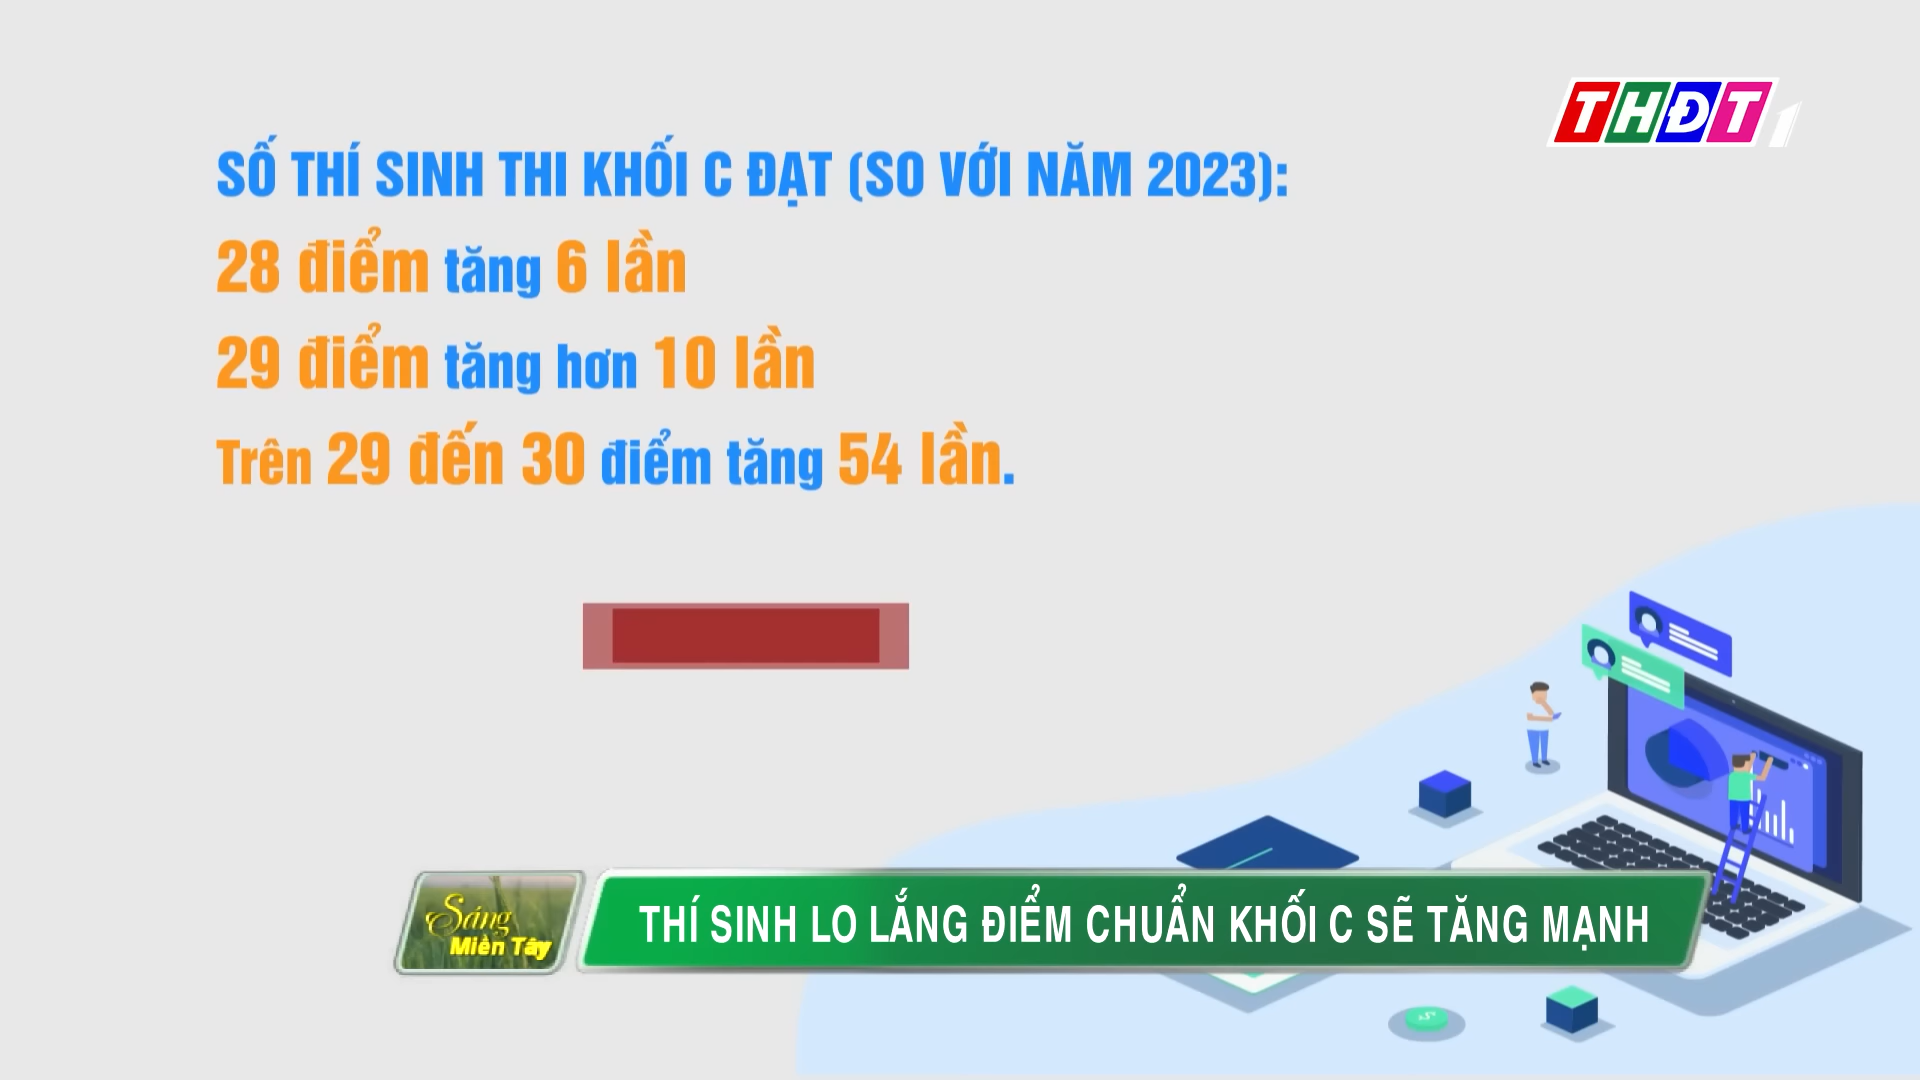 THĐT 1
SỐ THÍ SINH THI KHỐI C ĐẠT (SO VỚI NĂM 2023):
28 điểm tăng 6 lần
29 điểm tăng hơn 10 lần
Trên 29 đến 30 điểm tăng 54 lần.
Sáng
Miền Tây
THÍ SINH LO LẮNG ĐIỂM CHUẨN KHỐI C SẼ TĂNG MẠNH